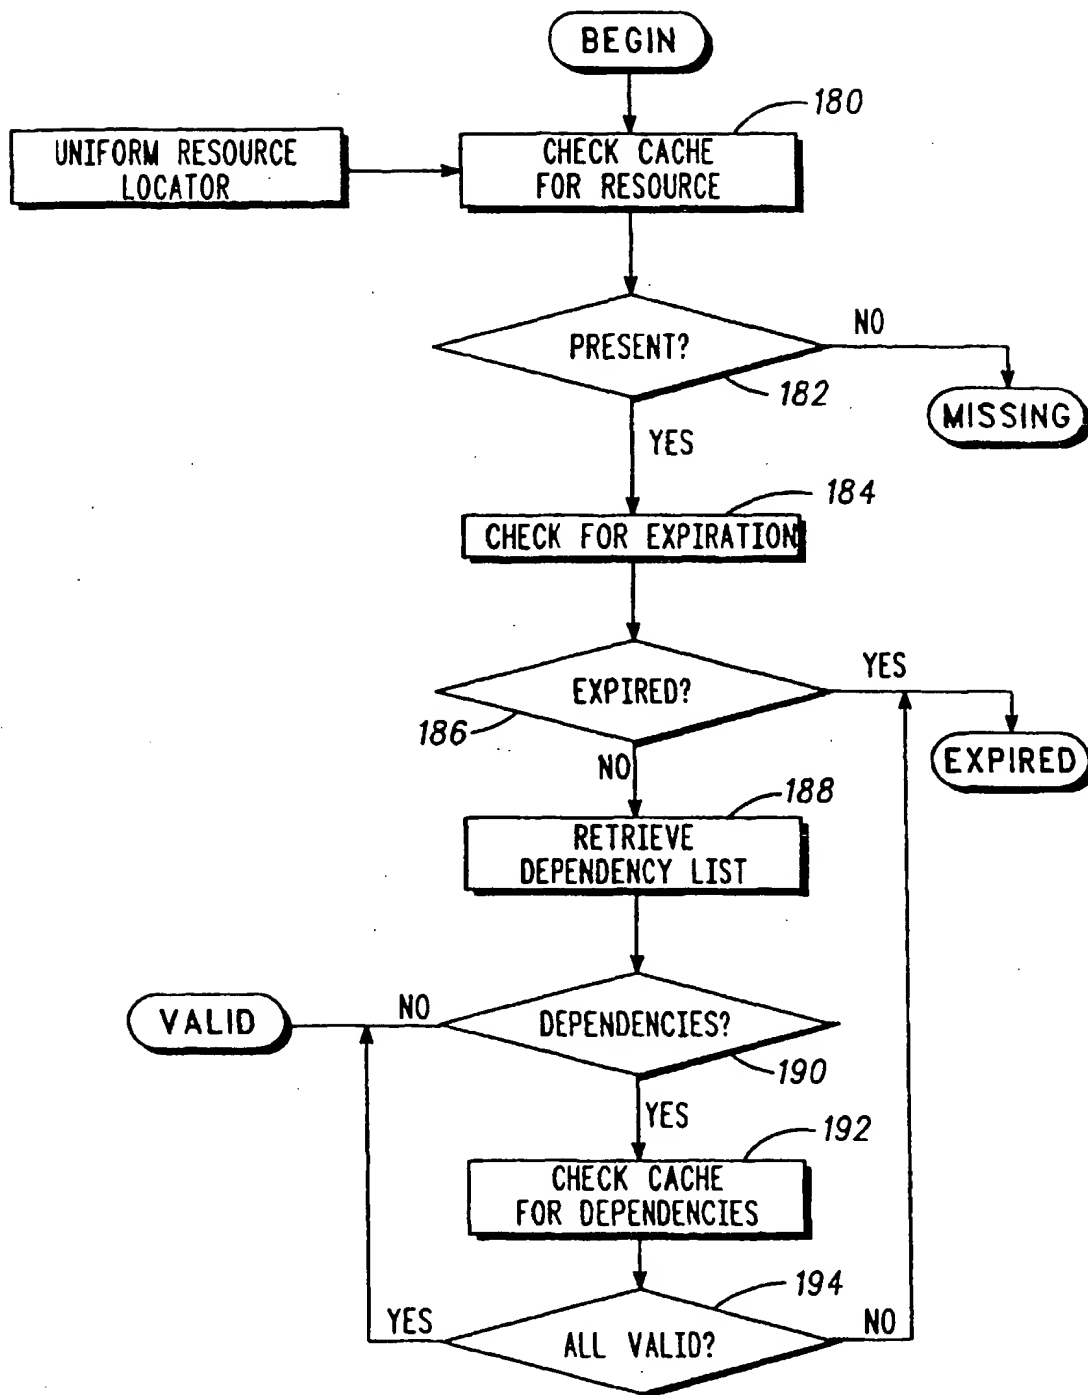 BEGIN
180
UNIFORM RESOURCE
LOCATOR
CHECK CACHE
FOR RESOURCE
PRESENT?
NO
182
MISSING
YES
184
CHECK FOR EXPIRATION
EXPIRED?
YES
186
EXPIRED
NO
188
RETRIEVE
DEPENDENCY LIST
VALID
NO
DEPENDENCIES?
190
YES
192
CHECK CACHE
FOR DEPENDENCIES
194
YES
ALL VALID?
NO